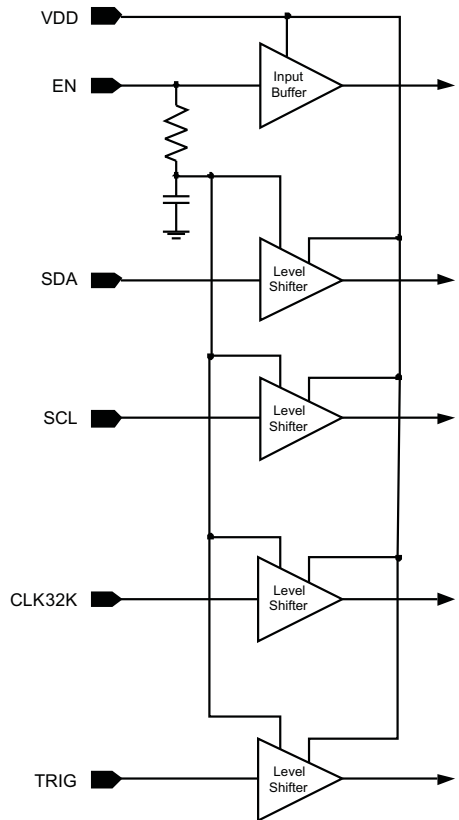 VDD
EN
Input
Buffer
SDA
Level
Shifter
SCL
Level
Shifter
CLK32K
Level
Shifter
TRIG
Level
Shifter